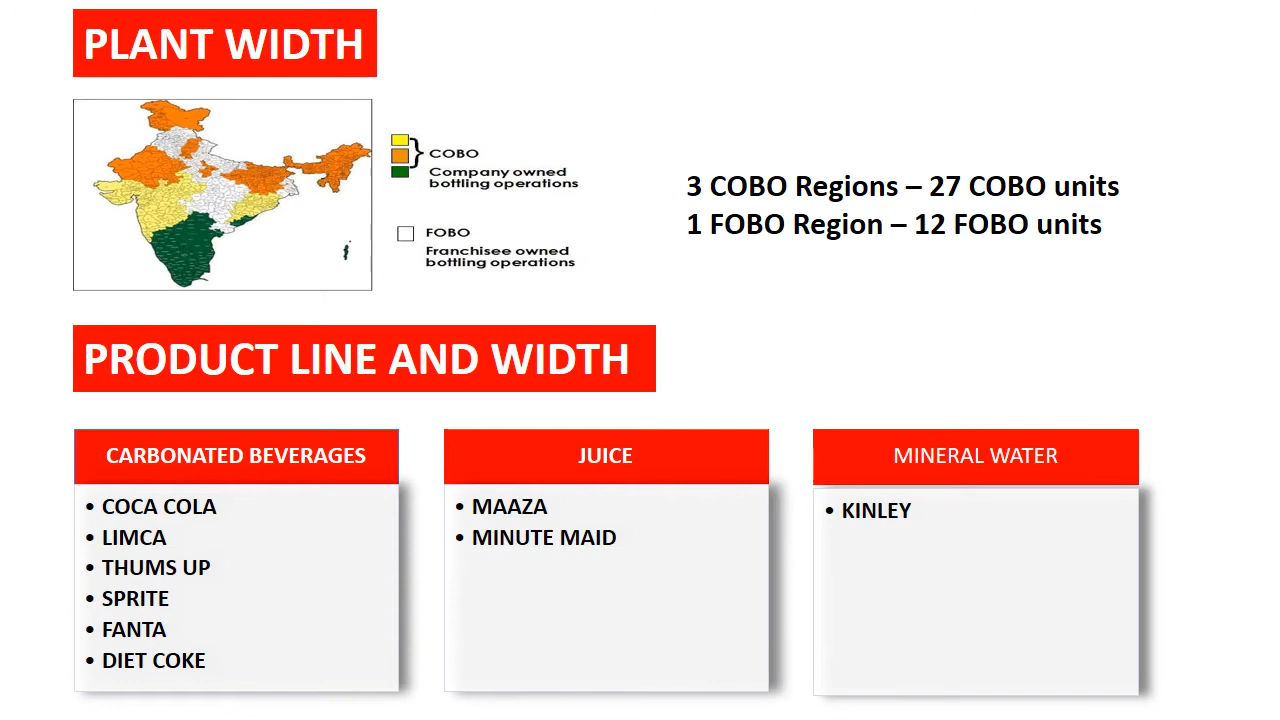 PLANT WIDTH
COBO
Company owned
bottling operations
FOBO
Franchisee owned
bottling operations
3 COBO Regions – 27 COBO units
1 FOBO Region – 12 FOBO units
PRODUCT LINE AND WIDTH
CARBONATED BEVERAGES
• COCA COLA
• LIMCA
• THUMS UP
• SPRITE
• FANTA
• DIET COKE
JUICE
• MAAZA
• MINUTE MAID
MINERAL WATER
• KINLEY